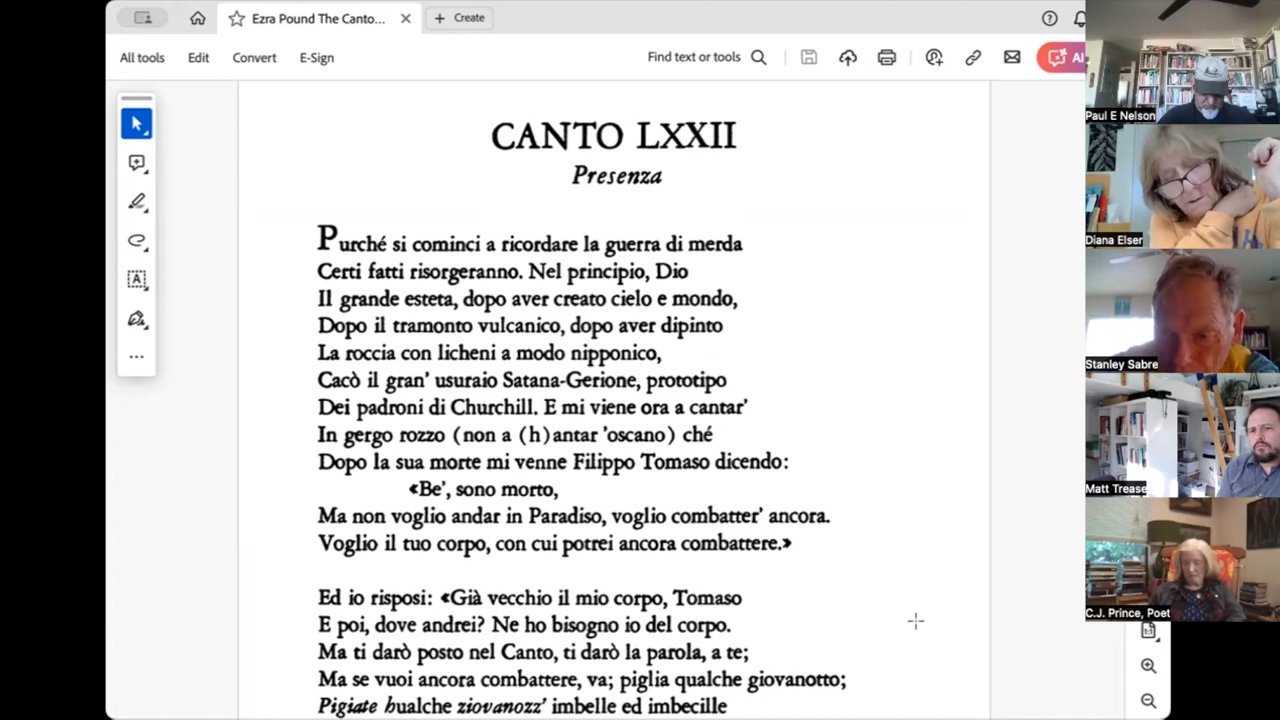 Ezra Pound The Canto...
Create
All tools
Edit
Convert
E-Sign
Find text or tools
AI
CANTO LXXII
Presenza
Purché si cominci a ricordare la guerra di merda
Certi fatti risorgeranno. Nel principio, Dio
Il grande esteta, dopo aver creato cielo e mondo,
Dopo il tramonto vulcanico, dopo aver dipinto
La roccia con licheni a modo nipponico,
Cacò il gran' usuraio Satana-Gerione, prototipo
Dei padroni di Churchill. E mi viene ora a cantar'
In gergo rozzo (non a (h)antar 'oscano) ché
Dopo la sua morte mi venne Filippo Tomaso dicendo:
«Be', sono morto,
Ma non voglio andar in Paradiso, voglio combatter' ancora.
Voglio il tuo corpo, con cui potrei ancora combattere.»
Ed io risposi: «Già vecchio il mio corpo, Tomaso
E poi, dove andrei? Ne ho bisogno io del corpo.
Ma ti darò posto nel Canto, ti darò la parola, a te;
Ma se vuoi ancora combattere, va; piglia qualche giovanotto;
Pigiate hualche ziovanozz' imbelle ed imbecille
Paul E Nelson
Diana Elser
Stanley Sabre
Matt Trease
C.J. Prince, Poet
1:1